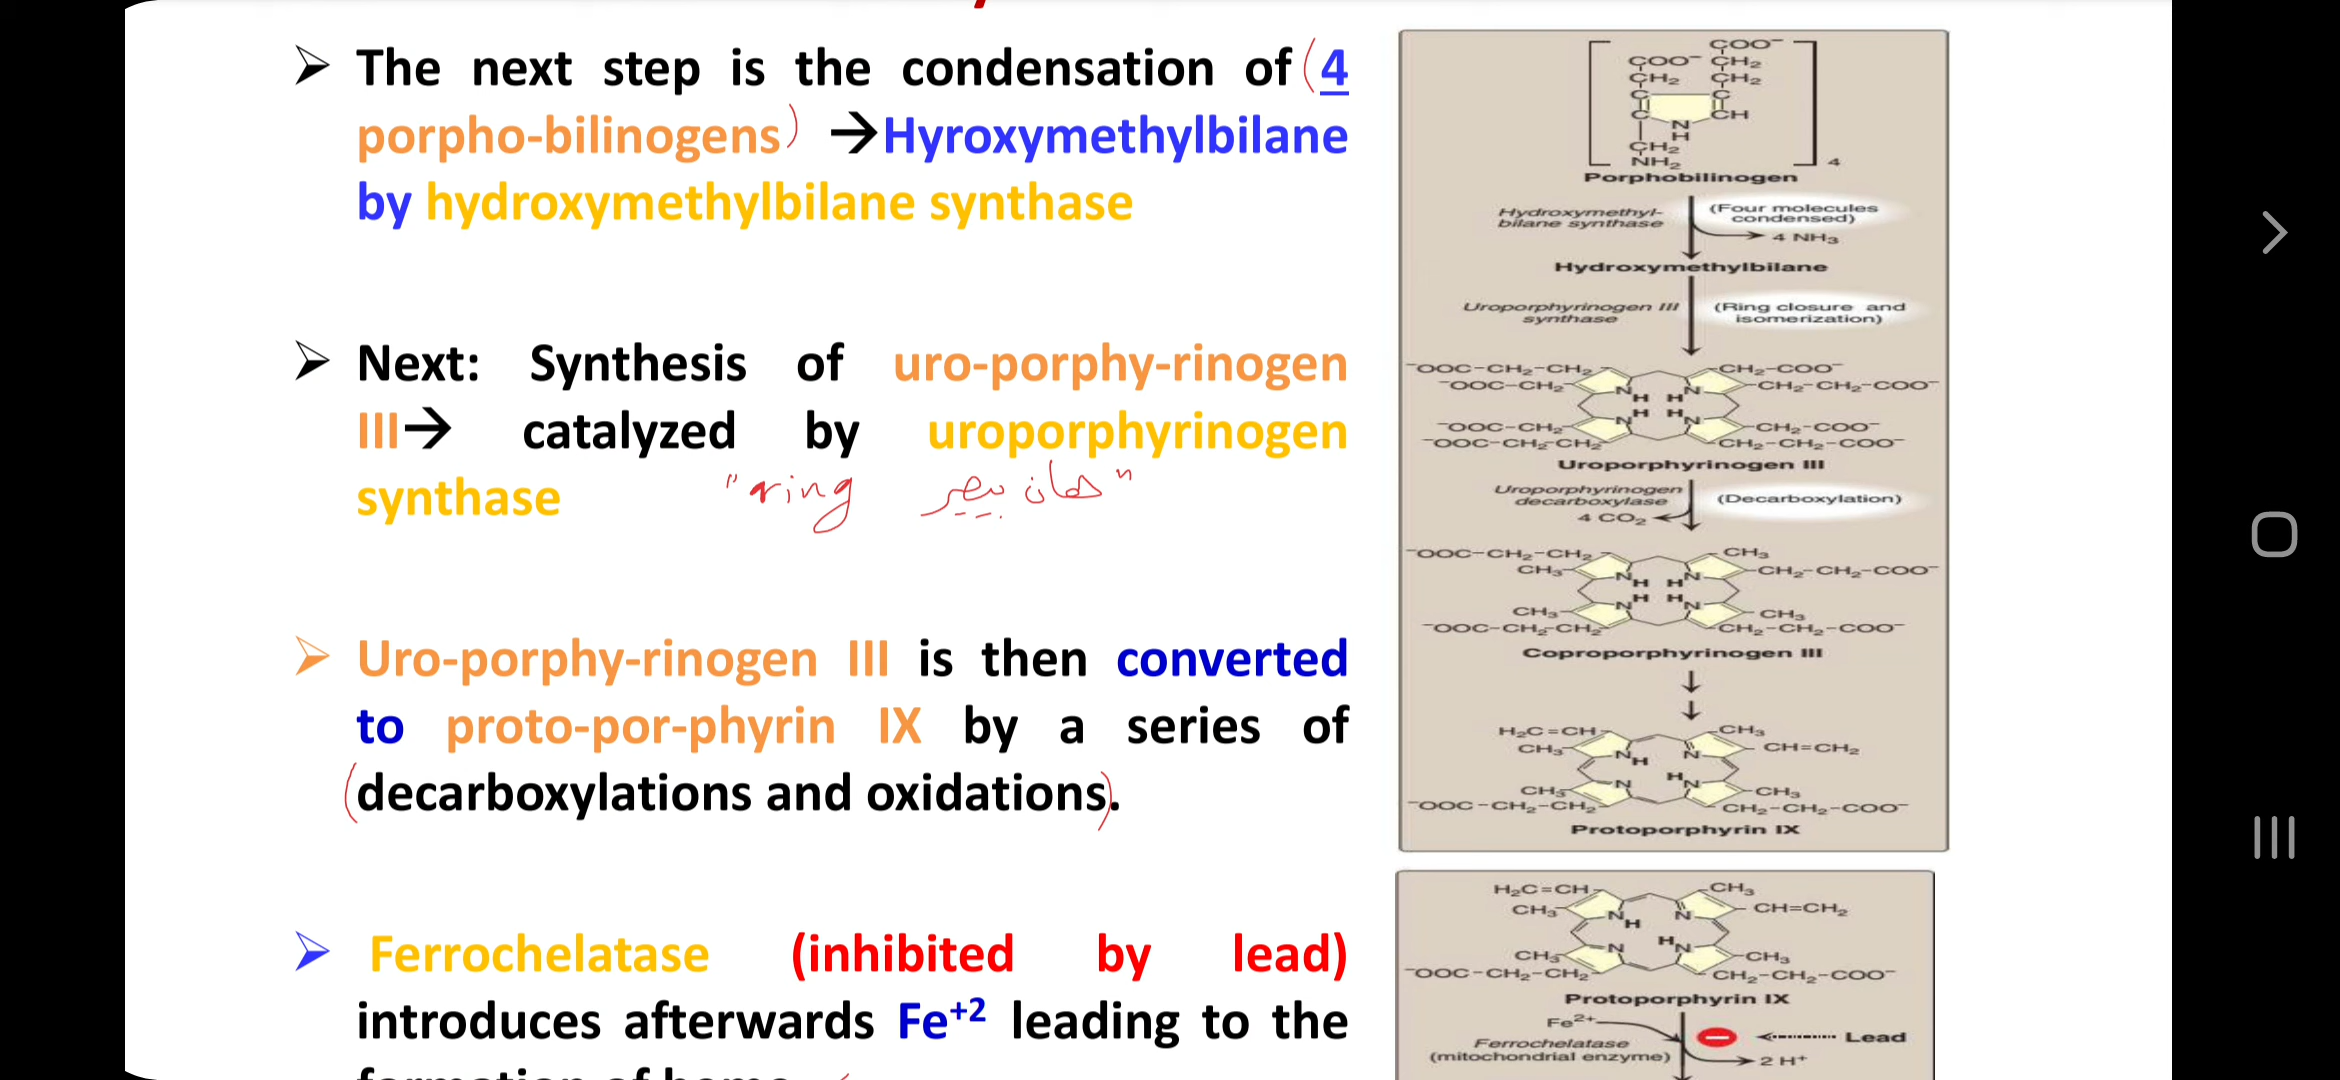 ➢ The next step is the condensation of (4
porpho-bilinogens) →Hyroxymethylbilane
by hydroxymethylbilane synthase
➢ Next: Synthesis of uro-porphy-rinogen
III→ catalyzed by uroporphyrinogen
synthase
"ring هان بيصير"
➢ Uro-porphy-rinogen III is then converted
to proto-por-phyrin IX by a series of
(decarboxylations and oxidations).
➢ Ferrochelatase (inhibited by lead)
introduces afterwards Fe+2 leading to the
formation of heme
COO⁻
COO⁻ CH₂
CH₂ CH₂
C C
C CH
N
H
CH₂
NH₂
4
Porphobilinogen
Hydroxymethyl-
bilane synthase
(Four molecules
condensed)
4 NH₃
Hydroxymethylbilane
Uroporphyrinogen III
synthase
(Ring closure and
isomerization)
⁻OOC-CH₂-CH₂ CH₂-COO⁻
⁻OOC-CH₂ CH₂-CH₂-COO⁻
N N
H H
H H
N N
⁻OOC-CH₂ CH₂-COO⁻
⁻OOC-CH₂-CH₂ CH₂-CH₂-COO⁻
Uroporphyrinogen III
Uroporphyrinogen
decarboxylase
(Decarboxylation)
4 CO₂
⁻OOC-CH₂-CH₂ CH₃
CH₃ CH₂-CH₂-COO⁻
N N
H H
H H
N N
CH₃ CH₃
⁻OOC-CH₂-CH₂ CH₂-CH₂-COO⁻
Coproporphyrinogen III
H₂C=CH CH₃
CH₃ CH=CH₂
N N
H
H
N N
CH₃ CH₃
⁻OOC-CH₂-CH₂ CH₂-CH₂-COO⁻
Protoporphyrin IX
H₂C=CH CH₃
CH₃ CH=CH₂
N N
H
H
N N
CH₃ CH₃
⁻OOC-CH₂-CH₂ CH₂-CH₂-COO⁻
Protoporphyrin IX
Fe²⁺
Lead
Ferrochelatase
(mitochondrial enzyme)
2 H⁺